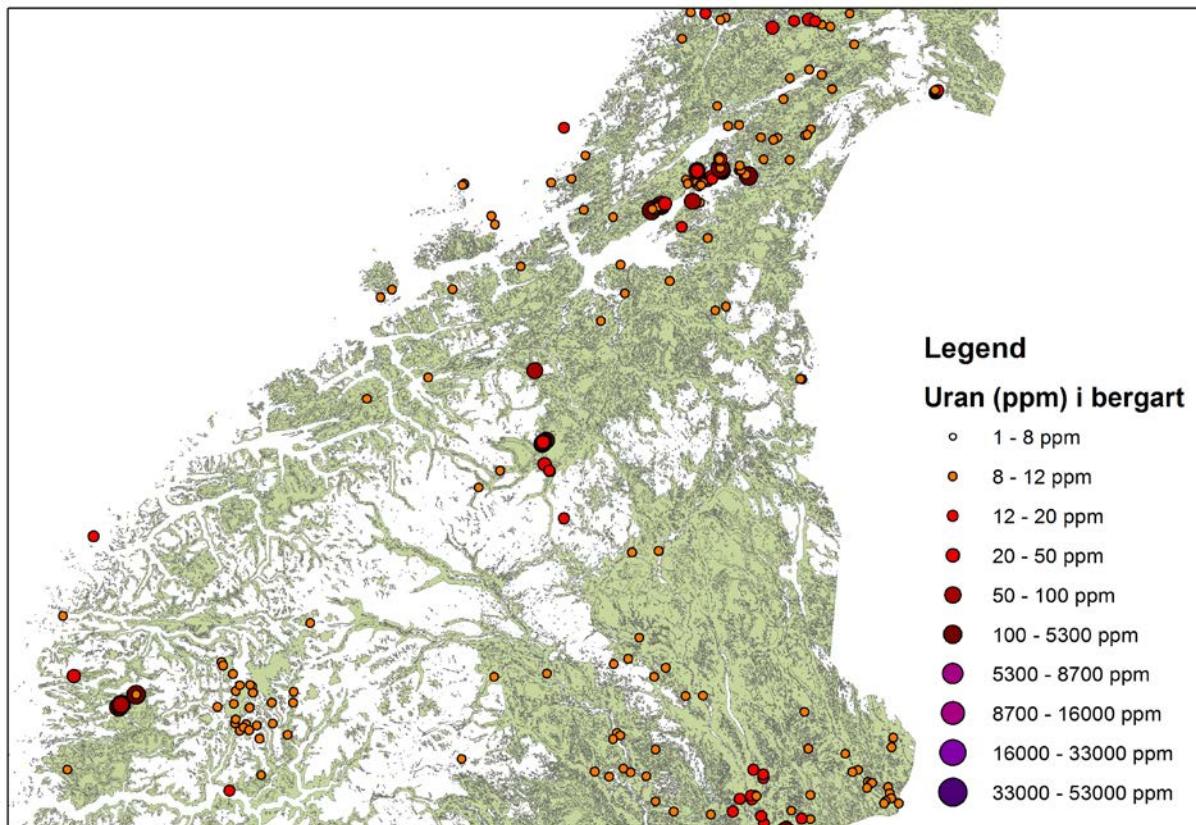 Legend
Uran (ppm) i bergart
1 - 8 ppm
8 - 12 ppm
12 - 20 ppm
20 - 50 ppm
50 - 100 ppm
100 - 5300 ppm
5300 - 8700 ppm
8700 - 16000 ppm
16000 - 33000 ppm
33000 - 53000 ppm